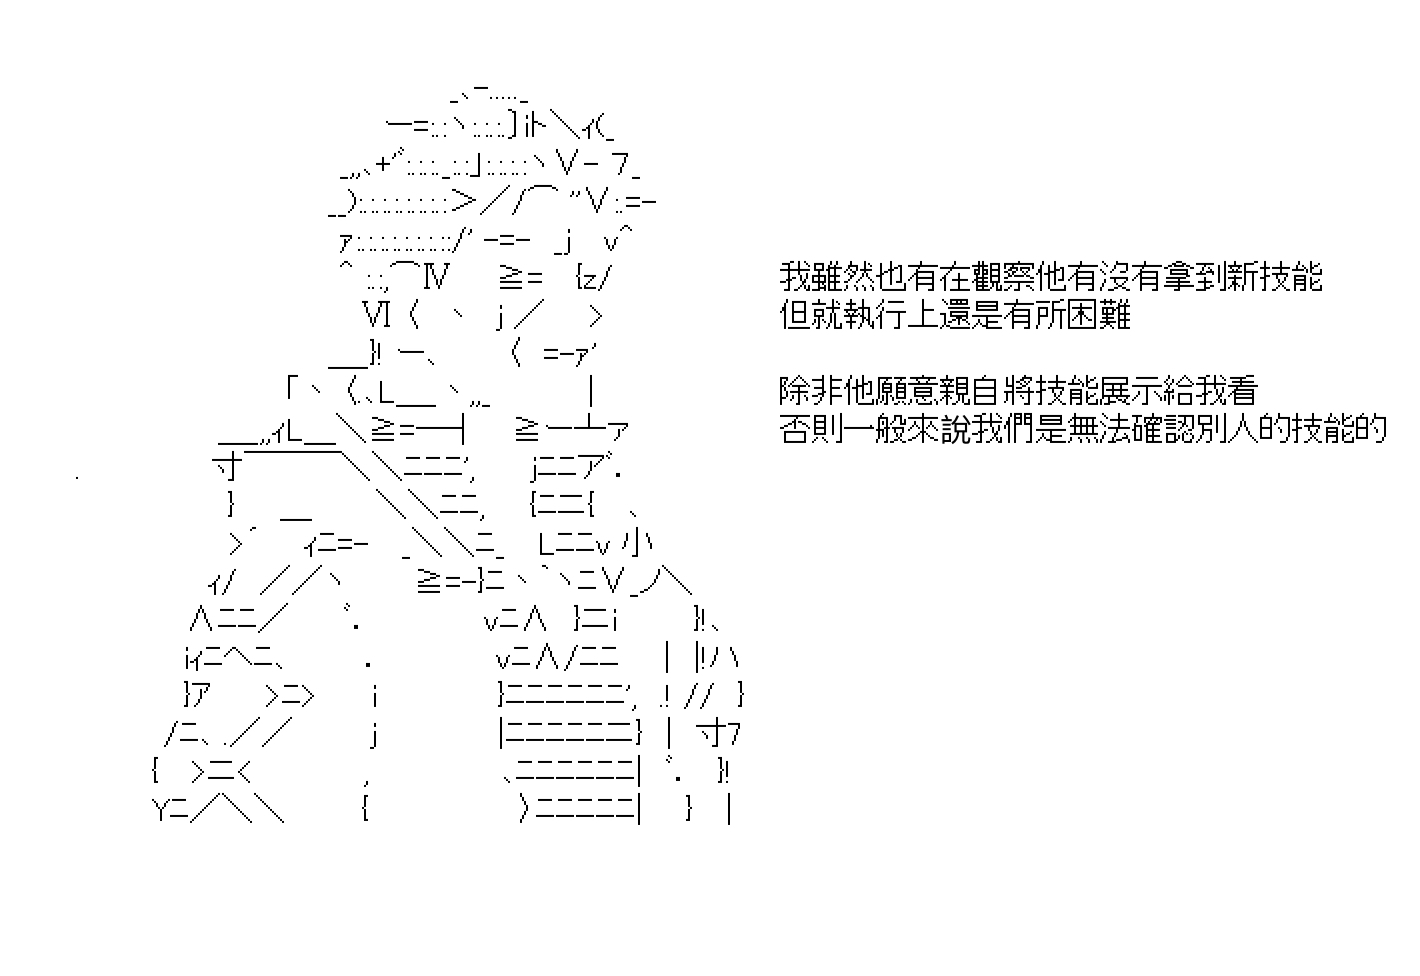 我雖然也有在觀察他有沒有拿到新技能
但就執行上還是有所困難
除非他願意親自將技能展示給我看
否則一般來說我們是無法確認別人的技能的